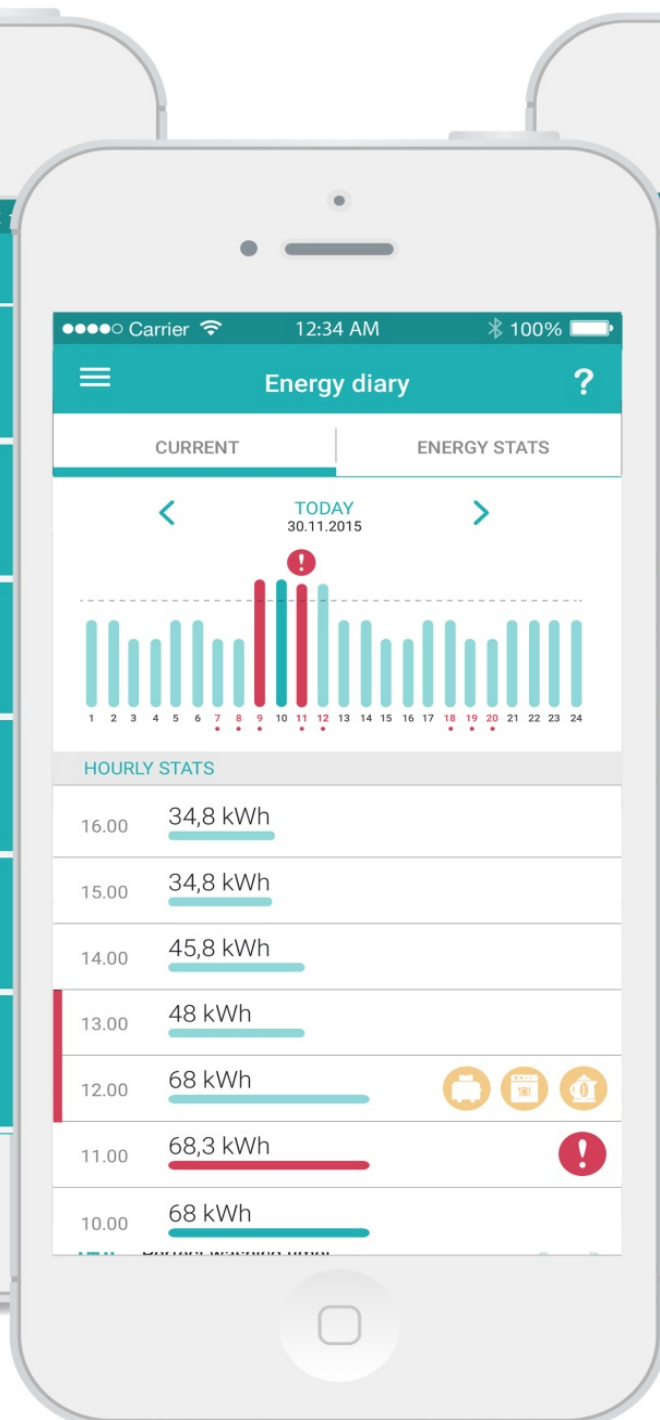 Carrier 12:34 AM 100%
Energy diary ?
CURRENT ENERGY STATS
TODAY
30.11.2015
!
1 2 3 4 5 6 7 8 9 10 11 12 13 14 15 16 17 18 19 20 21 22 23 24
HOURLY STATS
16.00 34,8 kWh
15.00 34,8 kWh
14.00 45,8 kWh
13.00 48 kWh
12.00 68 kWh
11.00 68,3 kWh !
10.00 68 kWh
Perfect washing time!